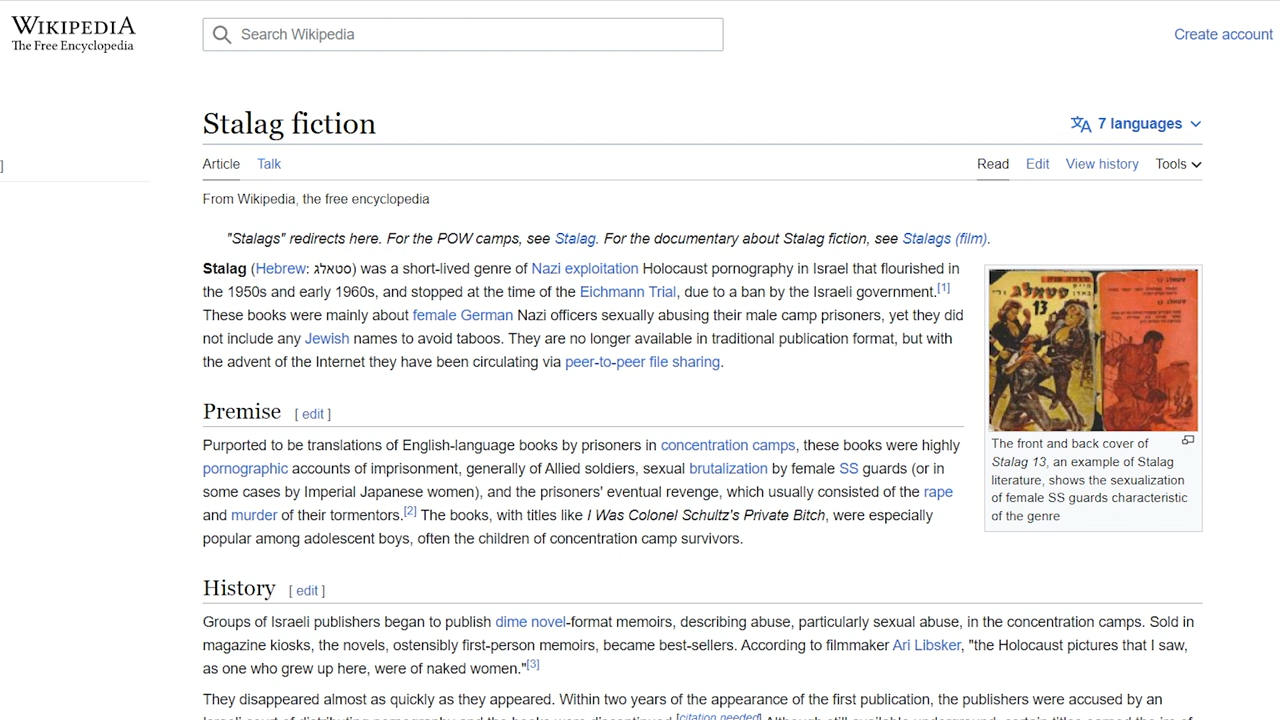 WIKIPEDIA
The Free Encyclopedia
Search Wikipedia
Create account
Stalag fiction
7 languages
]
Article Talk
Read Edit View history Tools
From Wikipedia, the free encyclopedia
"Stalags" redirects here. For the POW camps, see Stalag. For the documentary about Stalag fiction, see Stalags (film).
Stalag (Hebrew: סטאלג) was a short-lived genre of Nazi exploitation Holocaust pornography in Israel that flourished in
the 1950s and early 1960s, and stopped at the time of the Eichmann Trial, due to a ban by the Israeli government.[1]
These books were mainly about female German Nazi officers sexually abusing their male camp prisoners, yet they did
not include any Jewish names to avoid taboos. They are no longer available in traditional publication format, but with
the advent of the Internet they have been circulating via peer-to-peer file sharing.
סטאלג
13
The front and back cover of
Stalag 13, an example of Stalag
literature, shows the sexualization
of female SS guards characteristic
of the genre
Premise [ edit ]
Purported to be translations of English-language books by prisoners in concentration camps, these books were highly
pornographic accounts of imprisonment, generally of Allied soldiers, sexual brutalization by female SS guards (or in
some cases by Imperial Japanese women), and the prisoners' eventual revenge, which usually consisted of the rape
and murder of their tormentors.[2] The books, with titles like I Was Colonel Schultz's Private Bitch, were especially
popular among adolescent boys, often the children of concentration camp survivors.
History [ edit ]
Groups of Israeli publishers began to publish dime novel-format memoirs, describing abuse, particularly sexual abuse, in the concentration camps. Sold in
magazine kiosks, the novels, ostensibly first-person memoirs, became best-sellers. According to filmmaker Ari Libsker, "the Holocaust pictures that I saw,
as one who grew up here, were of naked women."[3]
They disappeared almost as quickly as they appeared. Within two years of the appearance of the first publication, the publishers were accused by an
[citation needed]